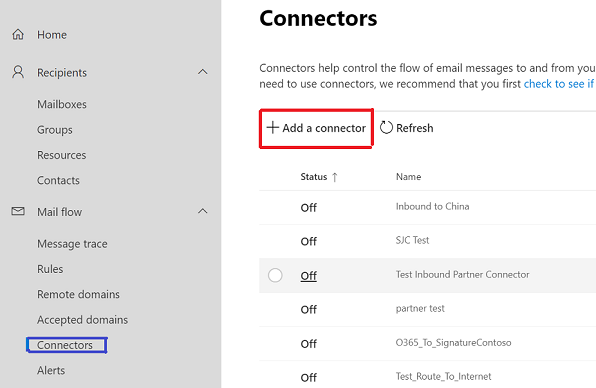 Home
Recipients
Mailboxes
Groups
Resources
Contacts
Mail flow
Message trace
Rules
Remote domains
Accepted domains
Connectors
Alerts
Connectors
Connectors help control the flow of email messages to and from you
need to use connectors, we recommend that you first check to see if
+ Add a connector Refresh
Status ↑ Name
Off Inbound to China
Off SJC Test
Off Test Inbound Partner Connector
Off partner test
Off O365_To_SignatureContoso
Off Test_Route_To_Internet